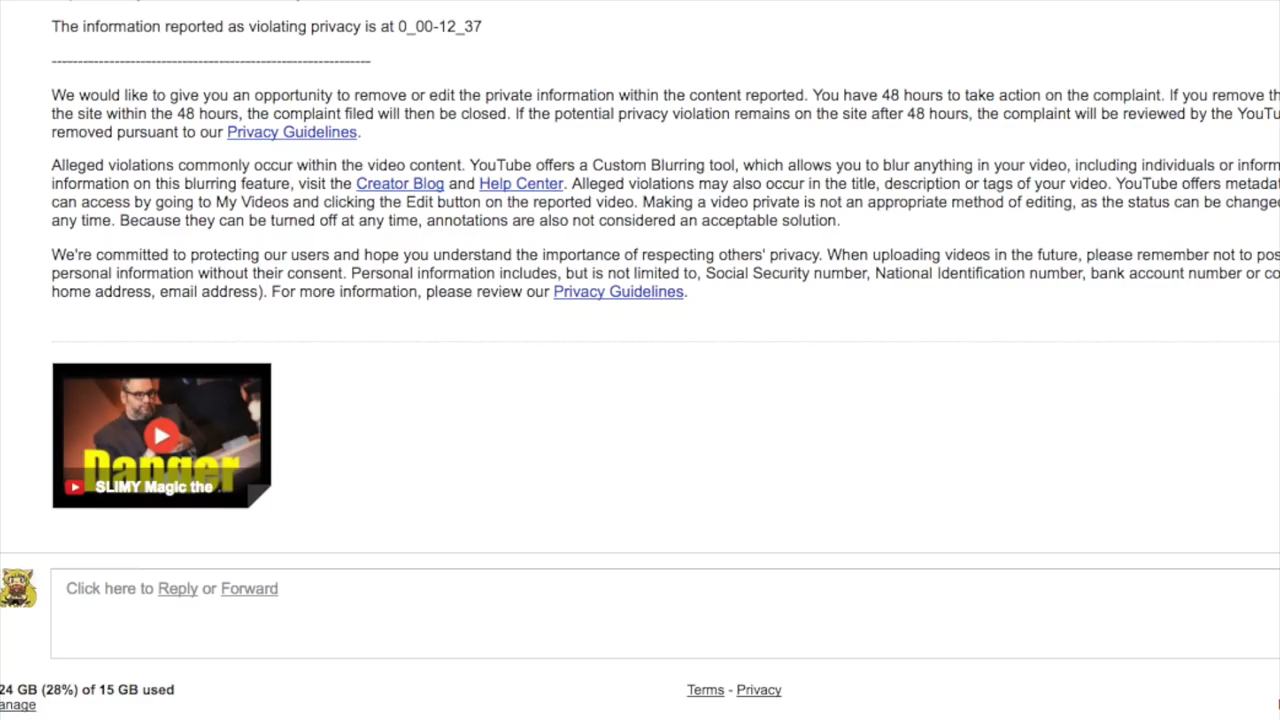 The information reported as violating privacy is at 0_00-12_37
-------------------------------------------------------------
We would like to give you an opportunity to remove or edit the private information within the content reported. You have 48 hours to take action on the complaint. If you remove th
the site within the 48 hours, the complaint filed will then be closed. If the potential privacy violation remains on the site after 48 hours, the complaint will be reviewed by the YouTu
removed pursuant to our Privacy Guidelines.
Alleged violations commonly occur within the video content. YouTube offers a Custom Blurring tool, which allows you to blur anything in your video, including individuals or inform
information on this blurring feature, visit the Creator Blog and Help Center. Alleged violations may also occur in the title, description or tags of your video. YouTube offers metadat
can access by going to My Videos and clicking the Edit button on the reported video. Making a video private is not an appropriate method of editing, as the status can be changed
any time. Because they can be turned off at any time, annotations are also not considered an acceptable solution.
We're committed to protecting our users and hope you understand the importance of respecting others' privacy. When uploading videos in the future, please remember not to pos
personal information without their consent. Personal information includes, but is not limited to, Social Security number, National Identification number, bank account number or co
home address, email address). For more information, please review our Privacy Guidelines.
Danger
SLIMY Magic the
Click here to Reply or Forward
24 GB (28%) of 15 GB used
anage
Terms - Privacy